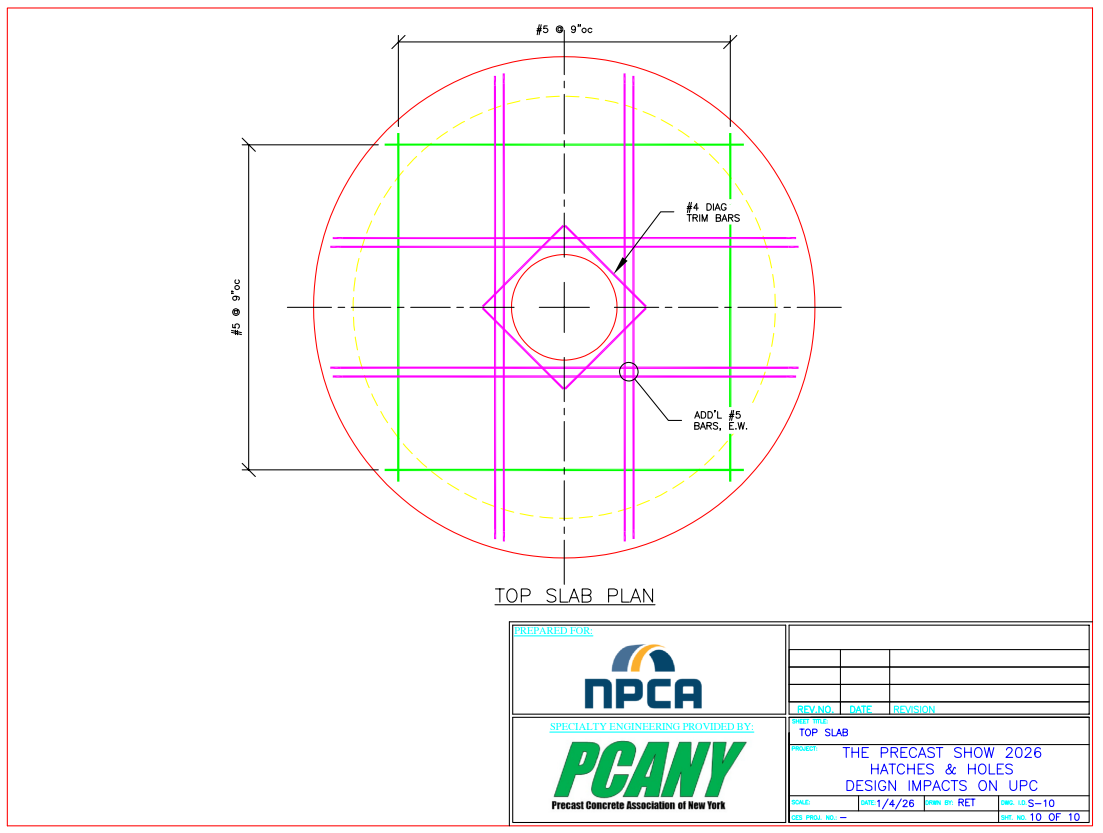 #5 @ 9"oc
#4 DIAG
TRIM BARS
#5 @ 9"oc
ADD'L #5
BARS, E.W.
TOP SLAB PLAN
PREPARED FOR:
NPCA
REV.NO. DATE REVISION
SPECIALTY ENGINEERING PROVIDED BY:
PCANY
Precast Concrete Association of New York
SHEET TITLE:
TOP SLAB
PROJECT:
THE PRECAST SHOW 2026
HATCHES & HOLES
DESIGN IMPACTS ON UPC
SCALE: DATE: 1/4/26 DRWN. BY: RET DWG. I.D. S-10
GES PROJ. NO.: – SHT. NO. 10 OF 10